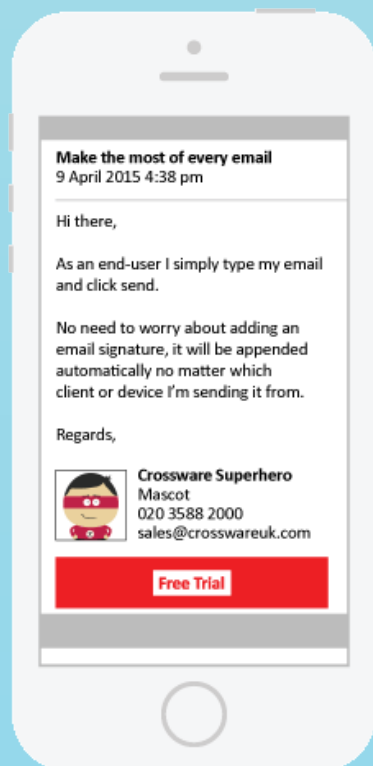 Make the most of every email
9 April 2015 4:38 pm
Hi there,
As an end-user I simply type my email
and click send.
No need to worry about adding an
email signature, it will be appended
automatically no matter which
client or device I'm sending it from.
Regards,
Crossware Superhero
Mascot
020 3588 2000
sales@crosswareuk.com
Free Trial